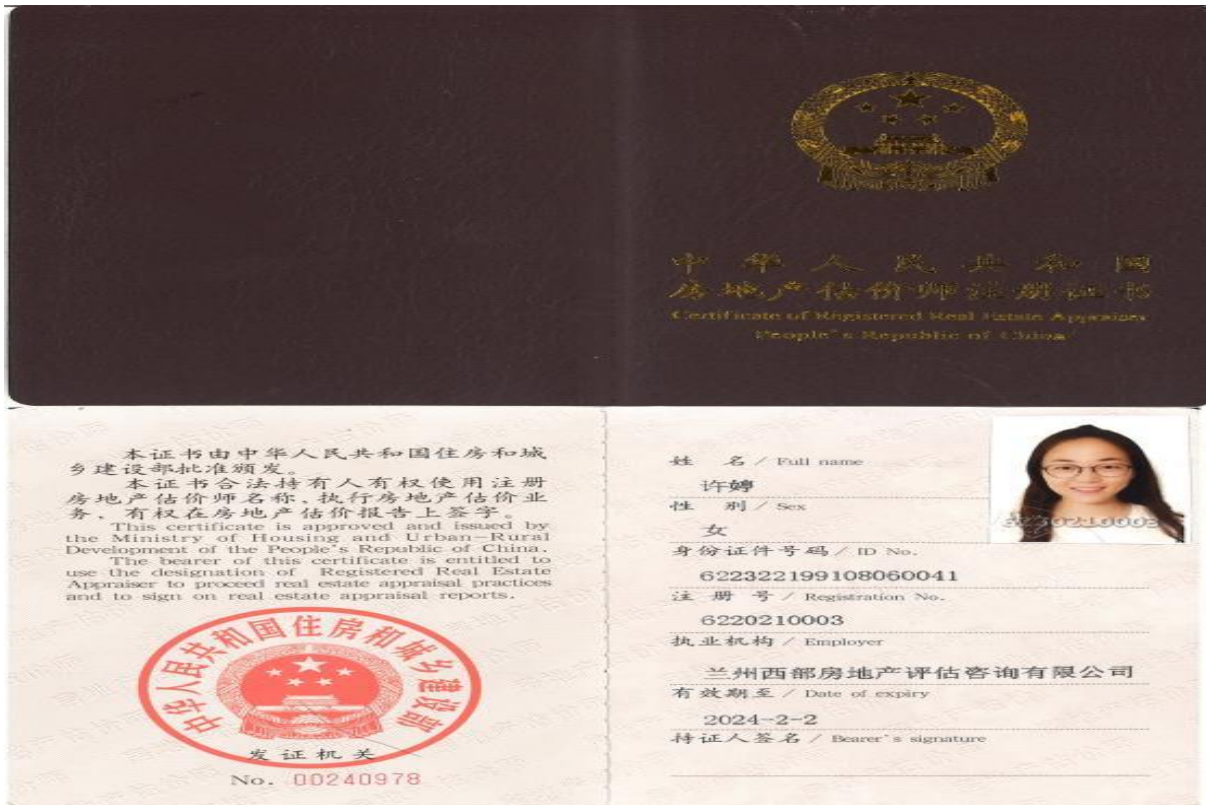 中华人民共和国
房地产估价师注册证书
Certificate of Registered Real Estate Appraiser
People's Republic of China
本证书由中华人民共和国住房和城
乡建设部批准颁发。
本证书合法持有人有权使用注册
房地产估价师名称、执行房地产估价业
务、有权在房地产估价报告上签字。
This certificate is approved and issued by
the Ministry of Housing and Urban-Rural
Development of the People's Republic of China.
The bearer of this certificate is entitled to
use the designation of Registered Real Estate
Appraiser to proceed real estate appraisal practices
and to sign on real estate appraisal reports.
中华人民共和国住房和城乡建设部
发证机关
No. 00240978
姓 名 / Full name
许娉
性 别 / Sex
女
身份证件号码 / ID No.
622322199108060041
注 册 号 / Registration No.
6220210003
执业机构 / Employer
兰州西部房地产评估咨询有限公司
有效期至 / Date of expiry
2024-2-2
持证人签名 / Bearer's signature